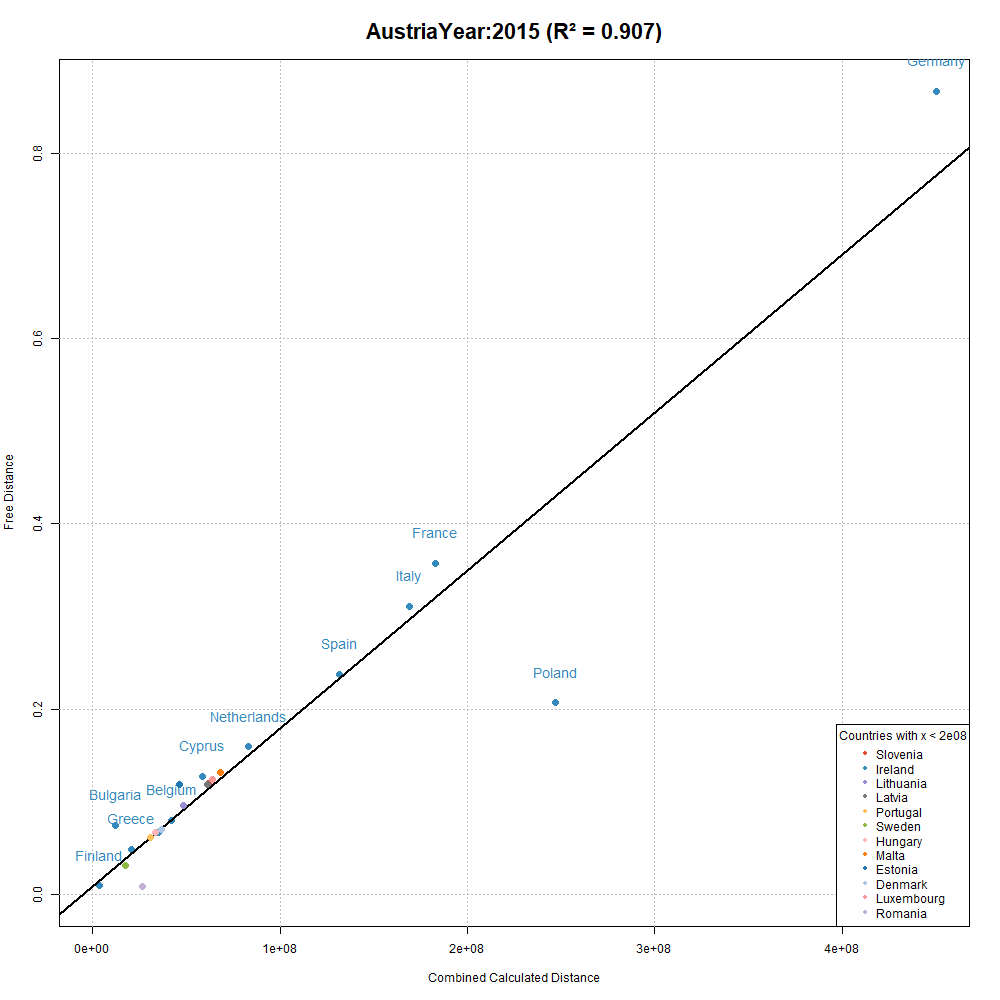 AustriaYear:2015 (R² = 0.907)
Germany
0.8
0.6
Free Distance
0.4
France
Italy
Spain
Poland
0.2
Netherlands
Cyprus
Belgium
Bulgaria
Greece
Finland
0.0
Countries with x < 2e08
Slovenia
Ireland
Lithuania
Latvia
Portugal
Sweden
Hungary
Malta
Estonia
Denmark
Luxembourg
Romania
0e+00 1e+08 2e+08 3e+08 4e+08
Combined Calculated Distance